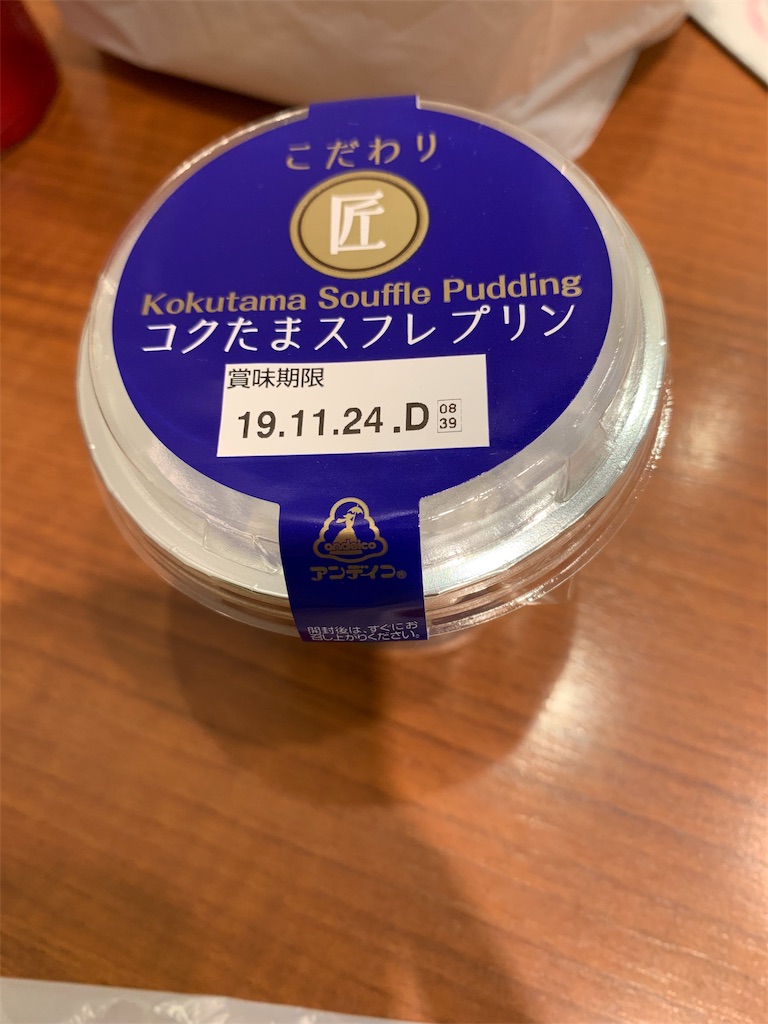 こだわり
匠
Kokutama Souffle Pudding
コクたまスフレプリン
賞味期限
19.11.24.D 08
39
andeico
アンデイコ®
開封後は、すぐにお
召し上がりください。